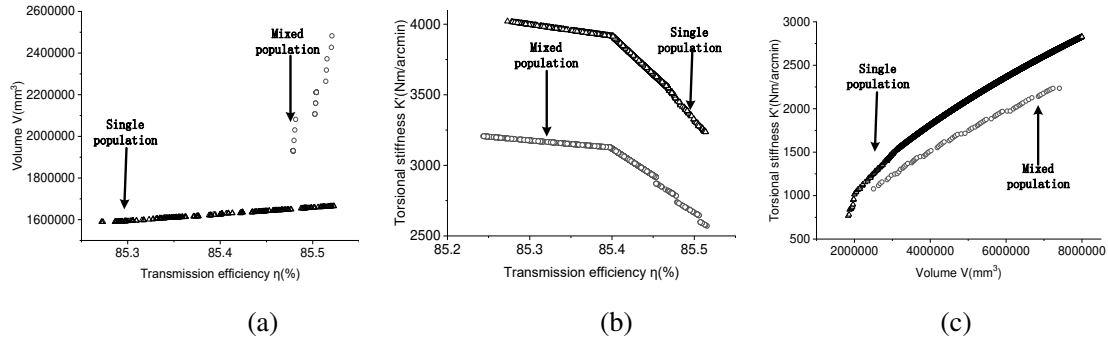 2600000
2400000
2200000
2000000
1800000
1600000
Volume V(mm³)
Mixed
population
Single
population
85.3
85.4
85.5
Transmission efficiency η(%)
(a)
4000
3500
3000
2500
Torsional stiffness K'(Nm/arcmin)
Mixed
population
Single
population
85.2
85.3
85.4
85.5
Transmission efficiency η(%)
(b)
3000
2500
2000
1500
1000
500
Torsional stiffness K'(Nm/arcmin)
Single
population
Mixed
population
2000000
4000000
6000000
8000000
Volume V(mm³)
(c)